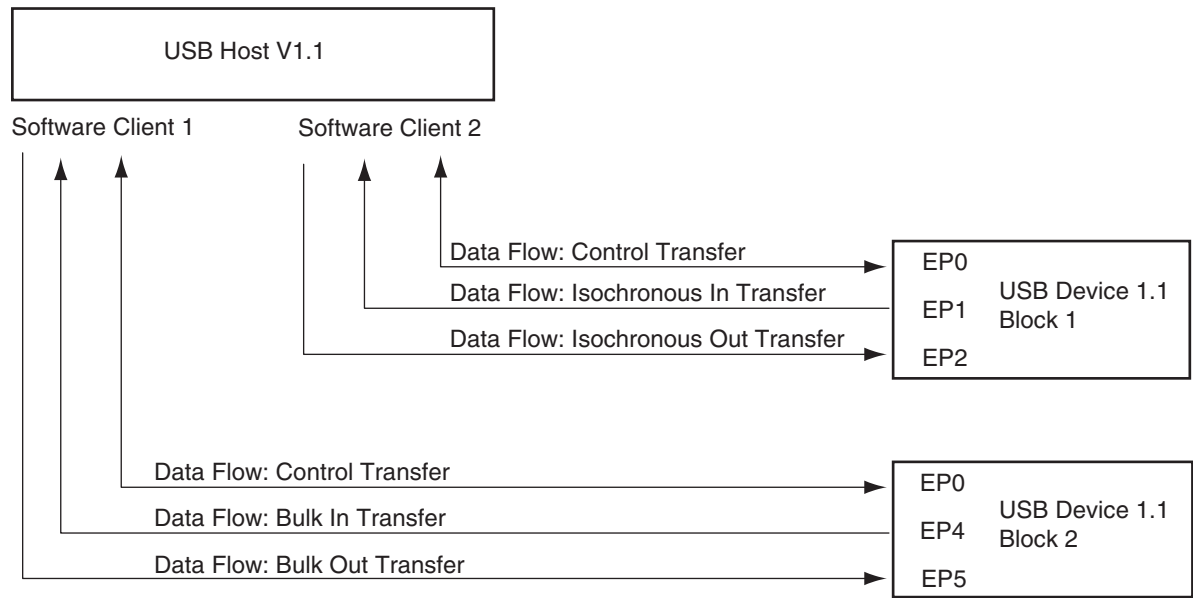 USB Host V1.1
Software Client 1
Software Client 2
Data Flow: Control Transfer
Data Flow: Isochronous In Transfer
Data Flow: Isochronous Out Transfer
EP0
EP1
EP2
USB Device 1.1
Block 1
Data Flow: Control Transfer
Data Flow: Bulk In Transfer
Data Flow: Bulk Out Transfer
EP0
EP4
EP5
USB Device 1.1
Block 2